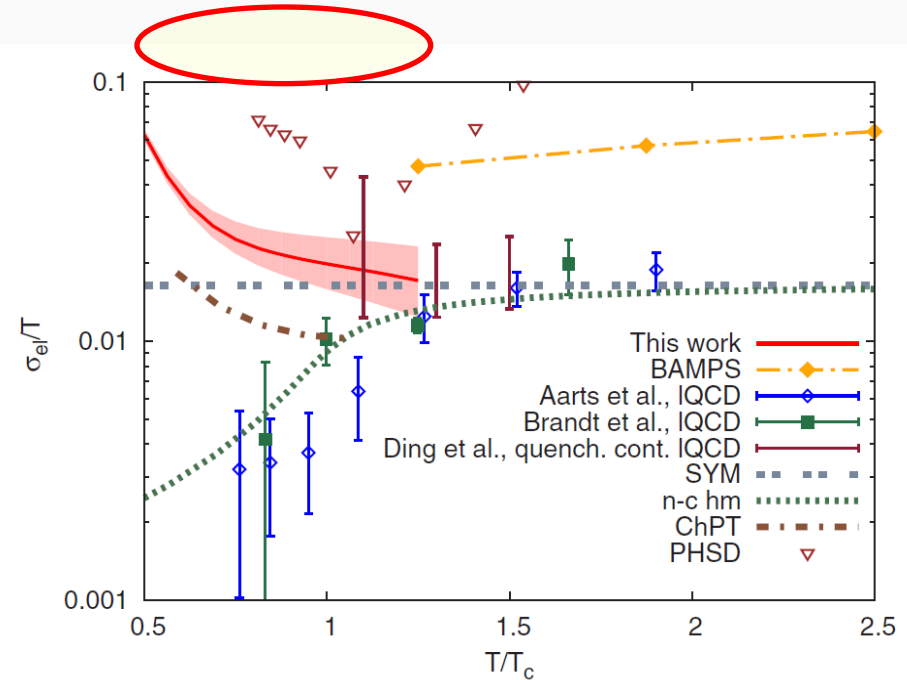 0.1
0.01
0.001
σel/T
This work
BAMPS
Aarts et al., lQCD
Brandt et al., lQCD
Ding et al., quench. cont. lQCD
SYM
n-c hm
ChPT
PHSD
0.5 1 1.5 2 2.5
T/Tc